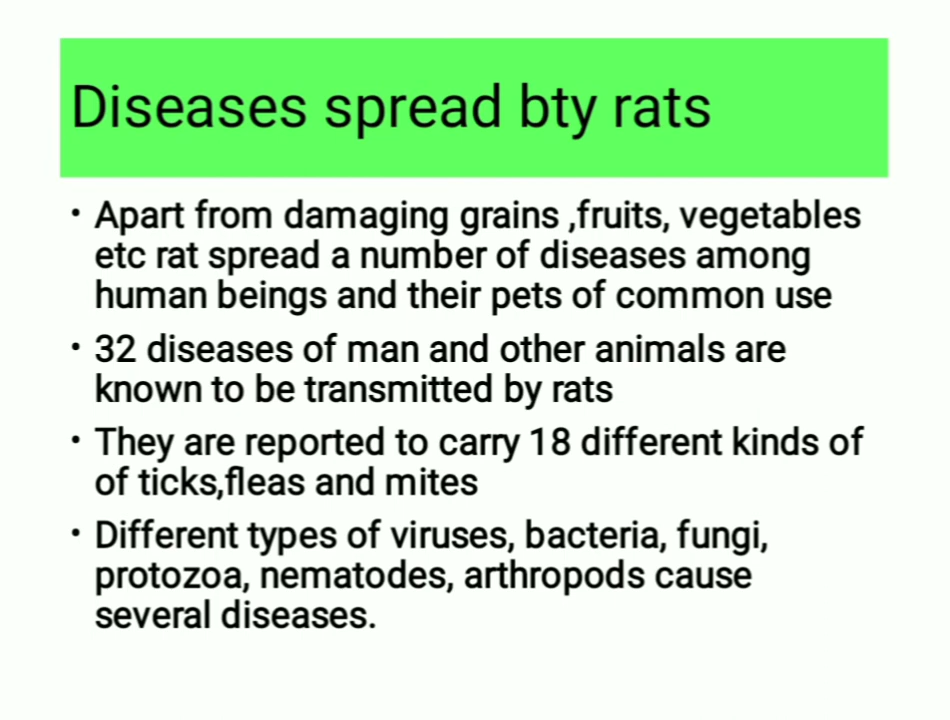 Diseases spread bty rats
• Apart from damaging grains ,fruits, vegetables
etc rat spread a number of diseases among
human beings and their pets of common use
• 32 diseases of man and other animals are
known to be transmitted by rats
• They are reported to carry 18 different kinds of
of ticks,fleas and mites
• Different types of viruses, bacteria, fungi,
protozoa, nematodes, arthropods cause
several diseases.